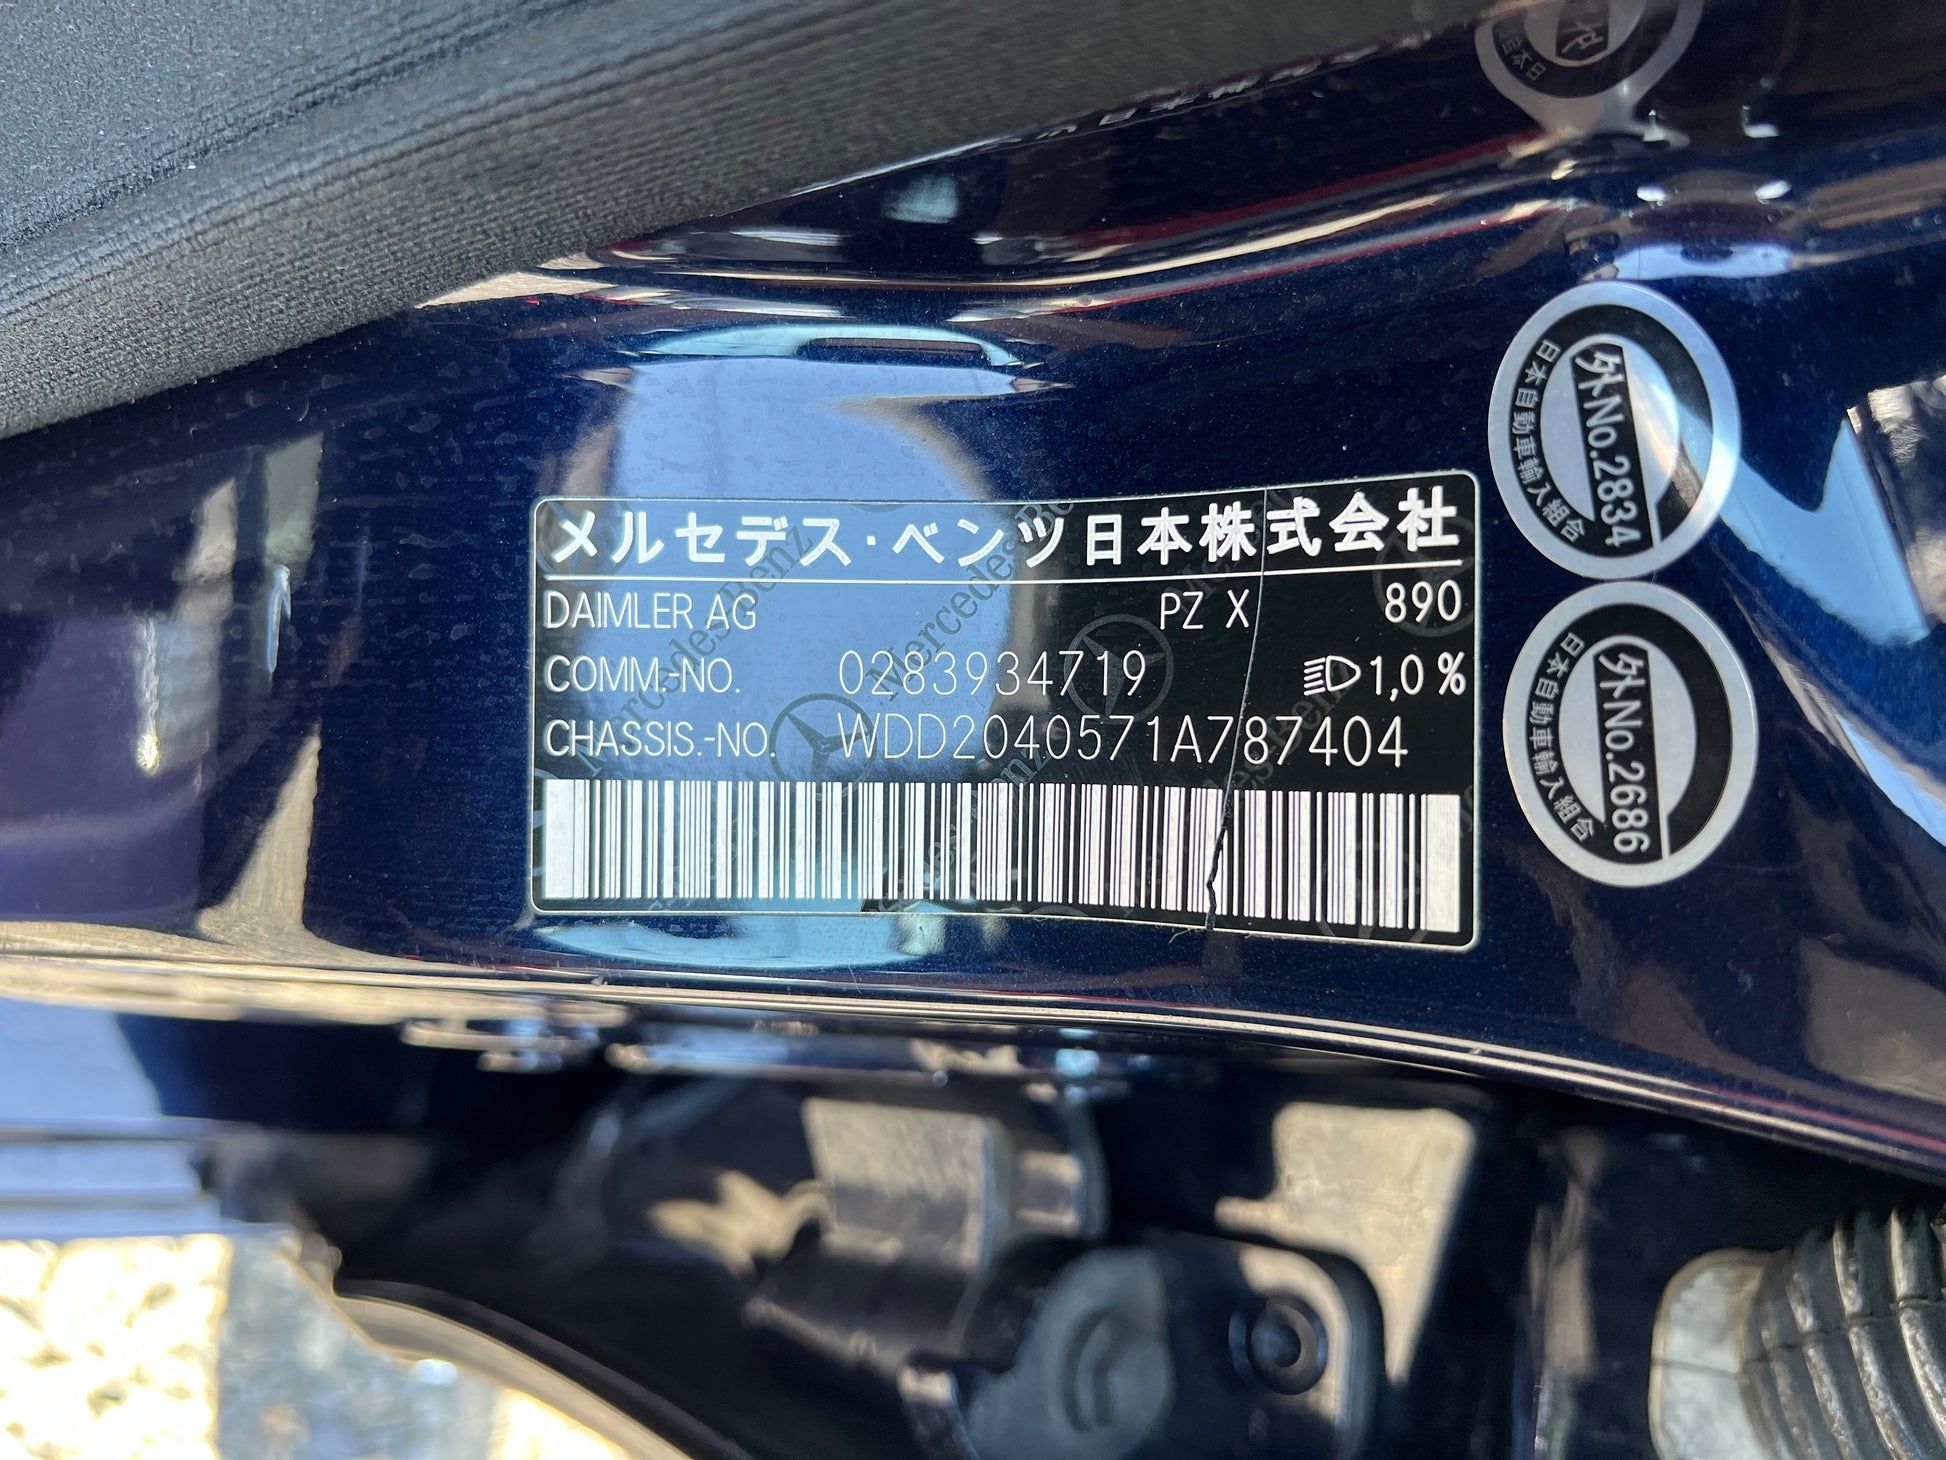 メルセデス・ベンツ日本株式会社
DAIMLER AG PZ X 890
COMM.-NO. 0283934719 1,0 %
CHASSIS.-NO. WDD2040571A787404
外No.2834
日本自動車輸入組合
外No.2686
日本自動車輸入組合
Mercedes-Benz